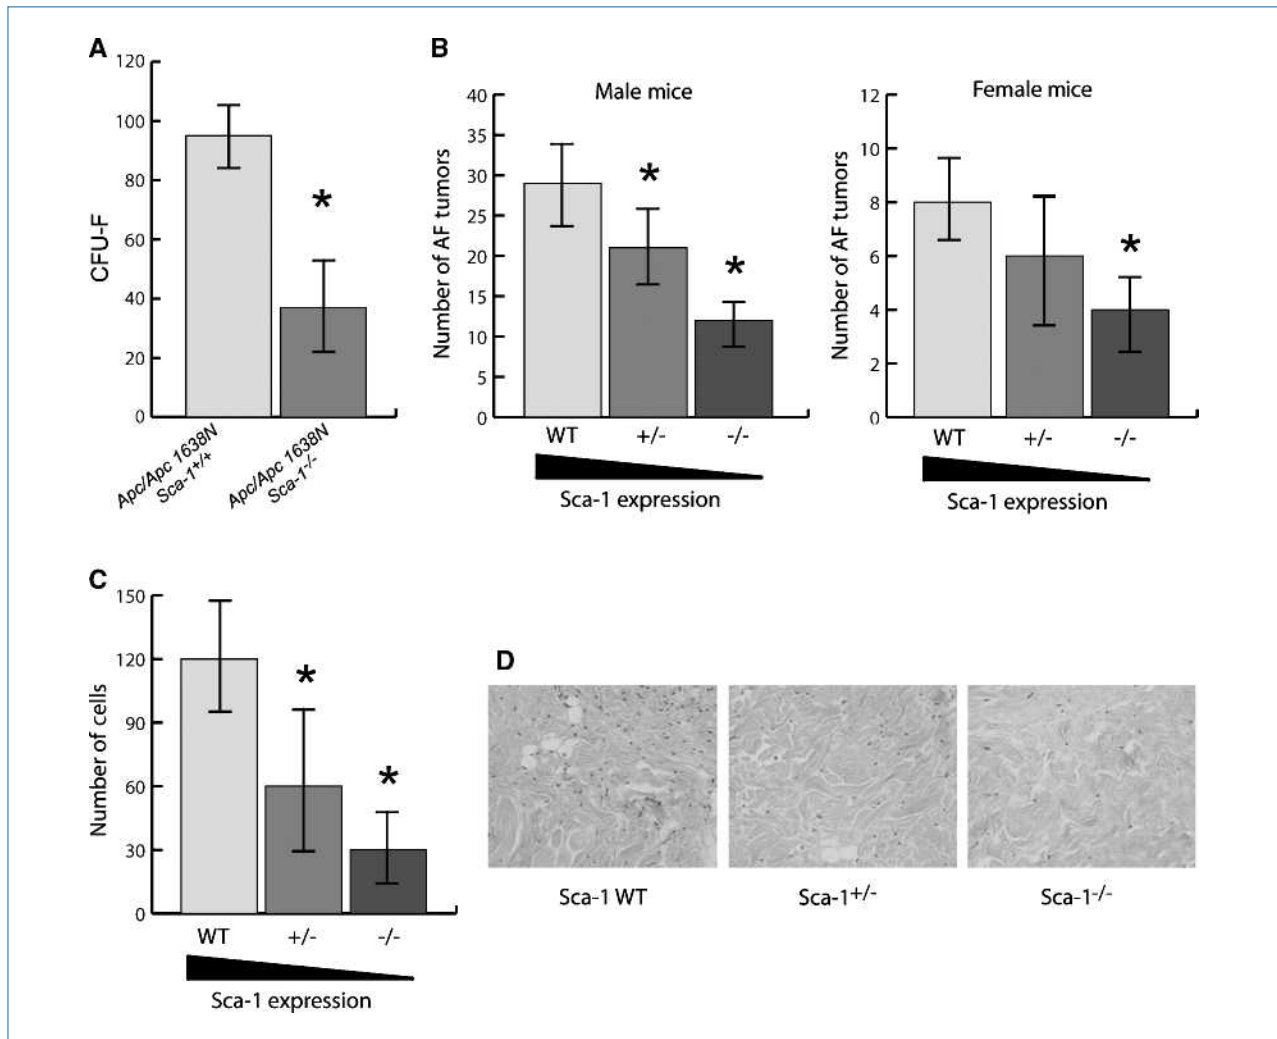 A
120
100
80
60
40
20
0
CFU-F
*
Apc/Apc 1638N
Sca-1+/+
Apc/Apc 1638N
Sca-1-/-
B
Male mice
40
35
30
25
20
15
10
5
0
Number of AF tumors
*
*
WT +/- -/-
Sca-1 expression
Female mice
12
10
8
6
4
2
0
Number of AF tumors
*
WT +/- -/-
Sca-1 expression
C
150
120
90
60
30
0
Number of cells
*
*
WT +/- -/-
Sca-1 expression
D
Sca-1 WT
Sca-1+/-
Sca-1-/-